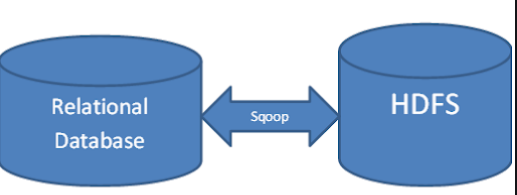 Relational
Database
Sqoop
HDFS